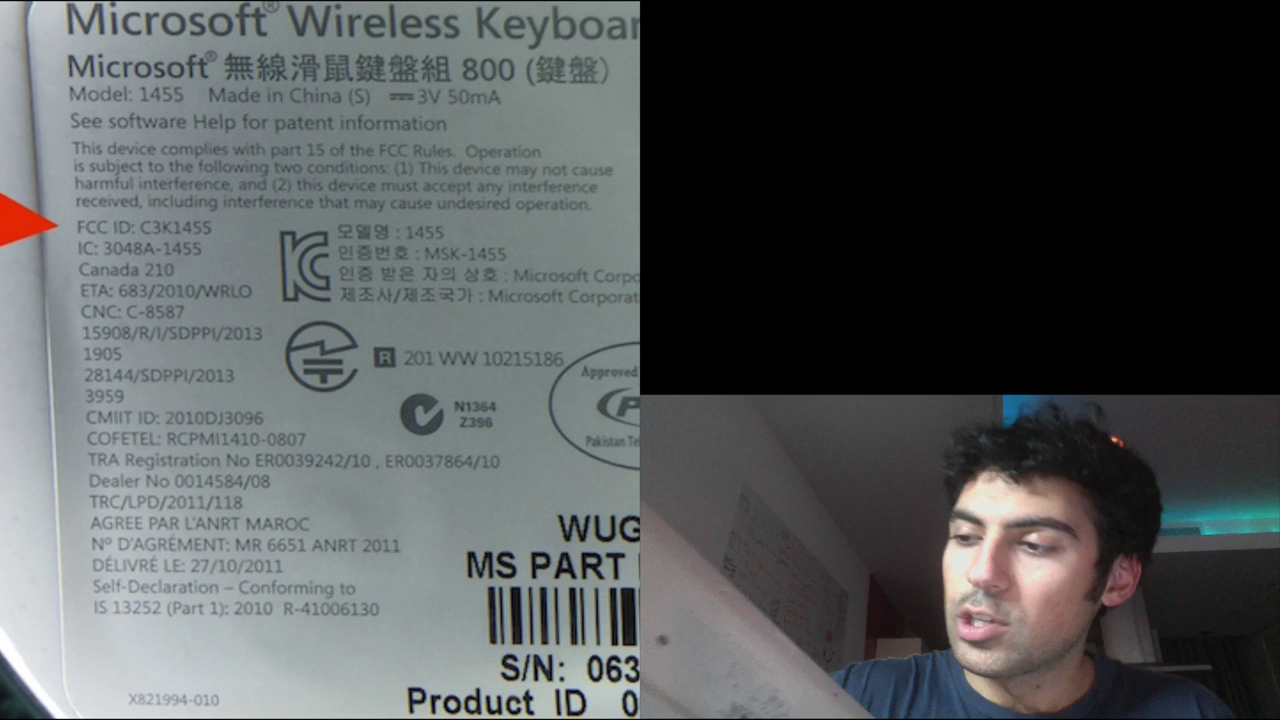 Microsoft® Wireless Keyboar
Microsoft® 無線滑鼠鍵盤組 800 (鍵盤)
Model: 1455 Made in China (S) 3V 50mA
See software Help for patent information
This device complies with part 15 of the FCC Rules. Operation
is subject to the following two conditions: (1) This device may not cause
harmful interference, and (2) this device must accept any interference
received, including interference that may cause undesired operation.
FCC ID: C3K1455
IC: 3048A-1455
Canada 210
ETA: 683/2010/WRLO
CNC: C-8587
15908/R/I/SDPPI/2013
1905
28144/SDPPI/2013
3959
CMIIT ID: 2010DJ3096
COFETEL: RCPMI1410-0807
TRA Registration No ER0039242/10 , ER0037864/10
Dealer No 0014584/08
TRC/LPD/2011/118
AGREE PAR L'ANRT MAROC
Nº D'AGRÉMENT: MR 6651 ANRT 2011
DÉLIVRÉ LE: 27/10/2011
Self-Declaration – Conforming to
IS 13252 (Part 1): 2010 R-41006130
모델명 : 1455
인증번호 : MSK-1455
인증 받은 자의 상호 : Microsoft Corpo
제조사/제조국가 : Microsoft Corporat
R 201 WW 10215186
N1364
Z396
Approved
P
Pakistan Tel
WUG
MS PART
S/N: 063
Product ID 0
X821994-010